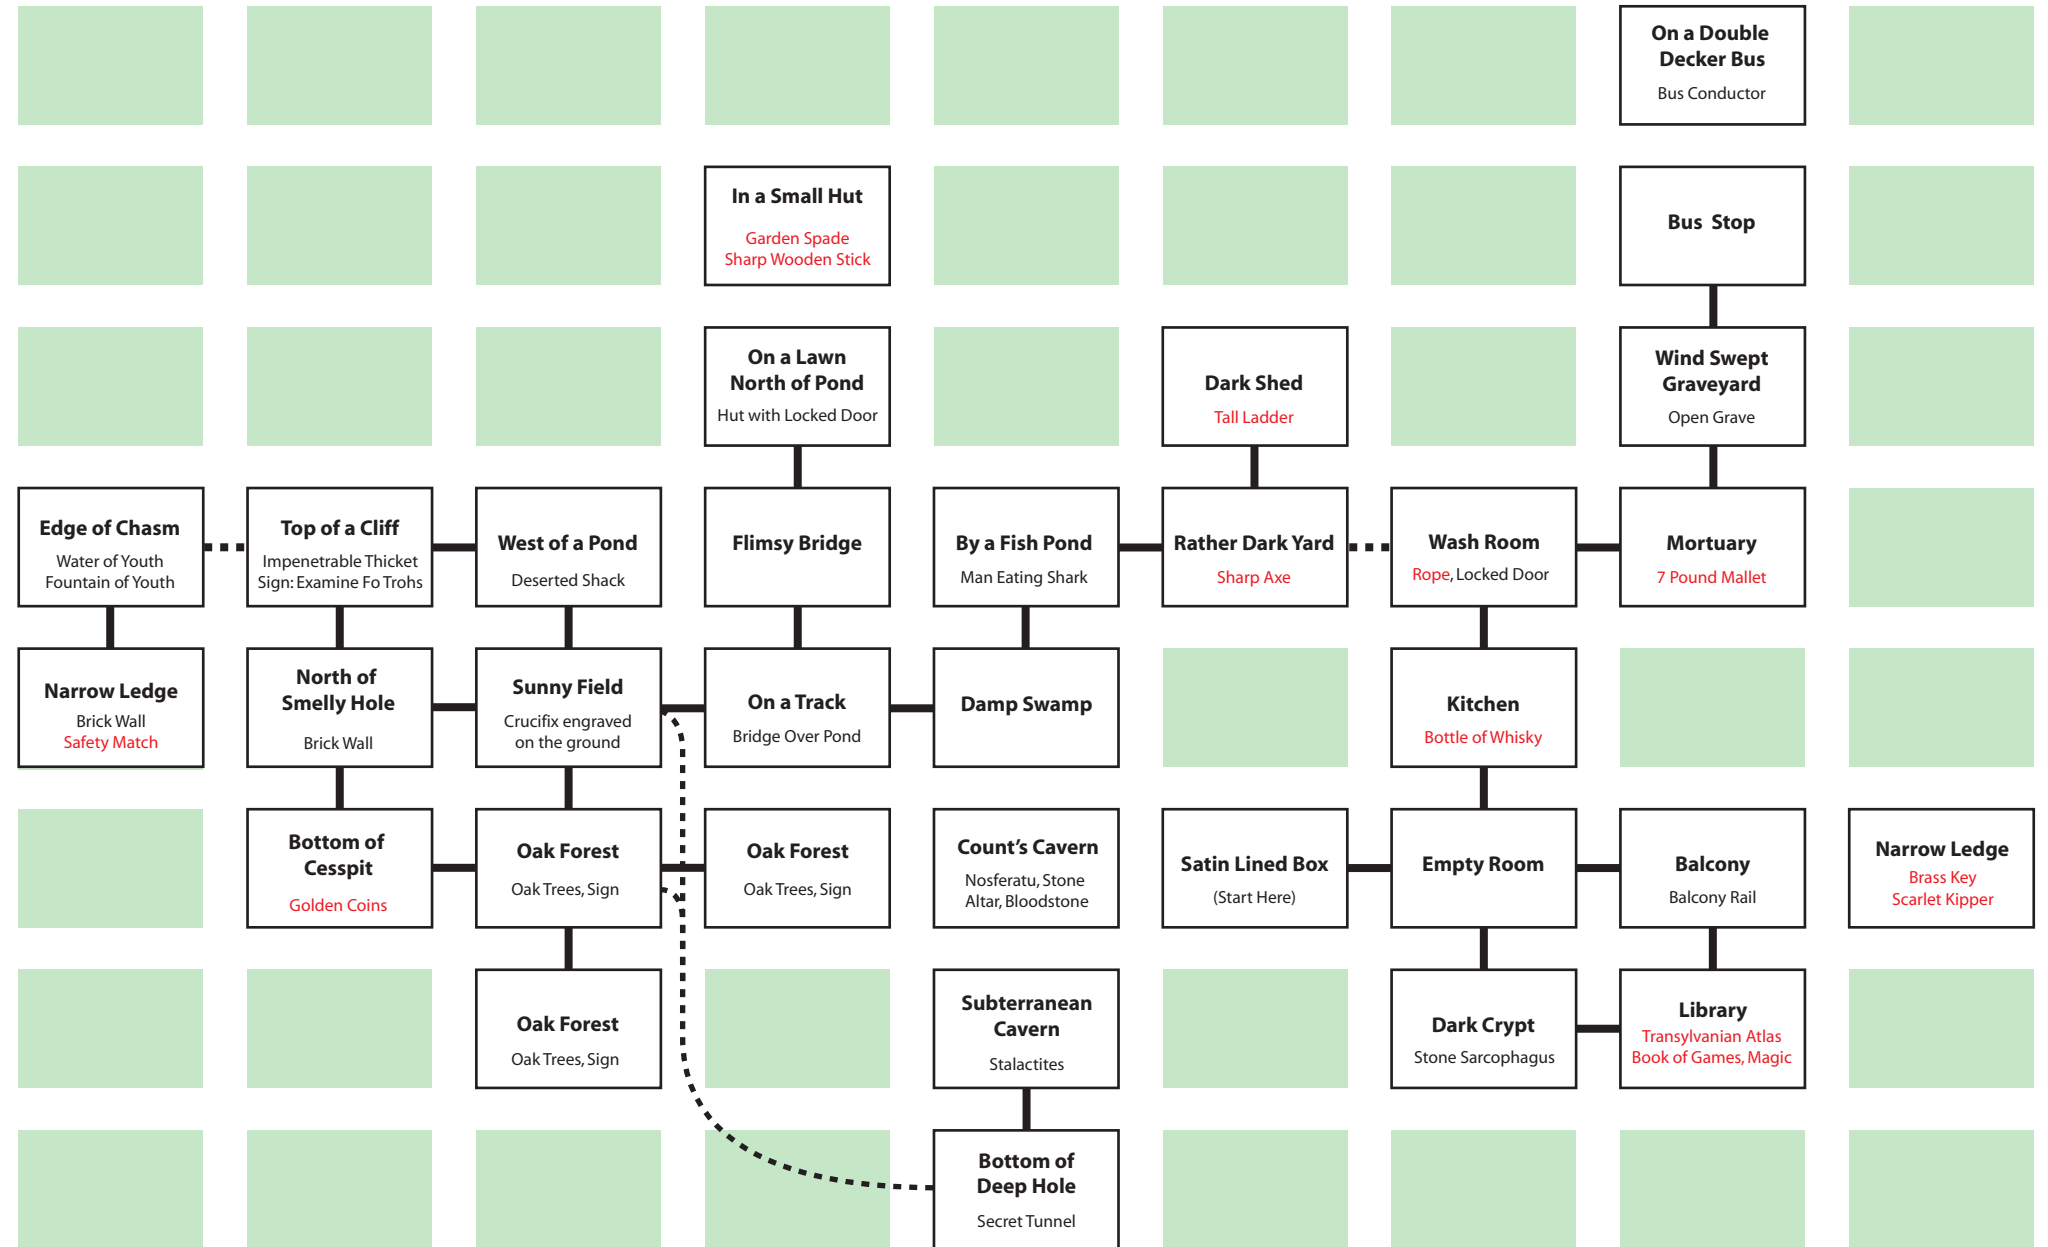 On a Double
Decker Bus
Bus Conductor
In a Small Hut
Garden Spade
Sharp Wooden Stick
Bus Stop
On a Lawn
North of Pond
Hut with Locked Door
Dark Shed
Tall Ladder
Wind Swept
Graveyard
Open Grave
Edge of Chasm
Water of Youth
Fountain of Youth
Top of a Cliff
Impenetrable Thicket
Sign: Examine Fo Trohs
West of a Pond
Deserted Shack
Flimsy Bridge
By a Fish Pond
Man Eating Shark
Rather Dark Yard
Sharp Axe
Wash Room
Rope, Locked Door
Mortuary
7 Pound Mallet
Narrow Ledge
Brick Wall
Safety Match
North of
Smelly Hole
Brick Wall
Sunny Field
Crucifix engraved
on the ground
On a Track
Bridge Over Pond
Damp Swamp
Kitchen
Bottle of Whisky
Bottom of
Cesspit
Golden Coins
Oak Forest
Oak Trees, Sign
Oak Forest
Oak Trees, Sign
Count's Cavern
Nosferatu, Stone
Altar, Bloodstone
Satin Lined Box
(Start Here)
Empty Room
Balcony
Balcony Rail
Narrow Ledge
Brass Key
Scarlet Kipper
Oak Forest
Oak Trees, Sign
Subterranean
Cavern
Stalactites
Dark Crypt
Stone Sarcophagus
Library
Transylvanian Atlas
Book of Games, Magic
Bottom of
Deep Hole
Secret Tunnel